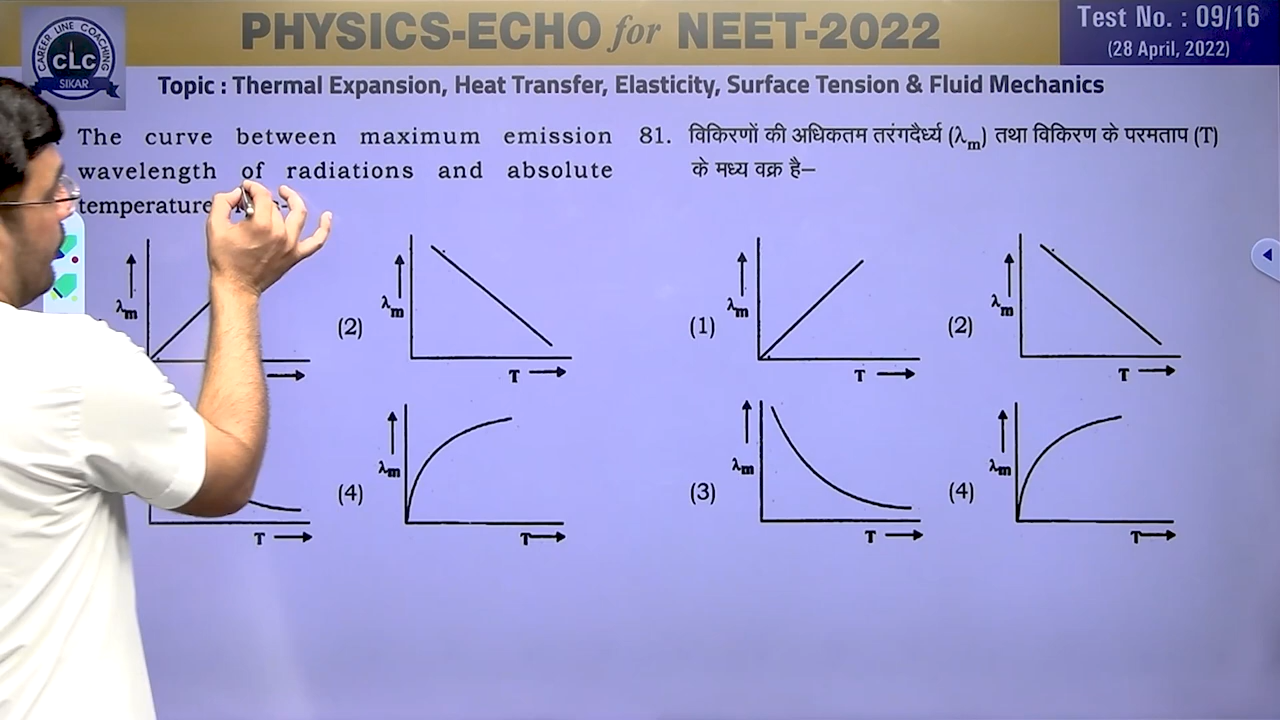 PHYSICS-ECHO for NEET-2022
Test No. : 09/16
(28 April, 2022)
CAREER LINE COACHING
CLC
SIKAR
Topic : Thermal Expansion, Heat Transfer, Elasticity, Surface Tension & Fluid Mechanics
The curve between maximum emission
wavelength of radiations and absolute
temperature
λm
(2)
λm
T
(4)
λm
T
T
81. विकिरणों की अधिकतम तरंगदैर्ध्य (λm) तथा विकिरण के परमताप (T)
के मध्य वक्र है–
(1)
λm
T
(2)
λm
T
(3)
λm
T
(4)
λm
T